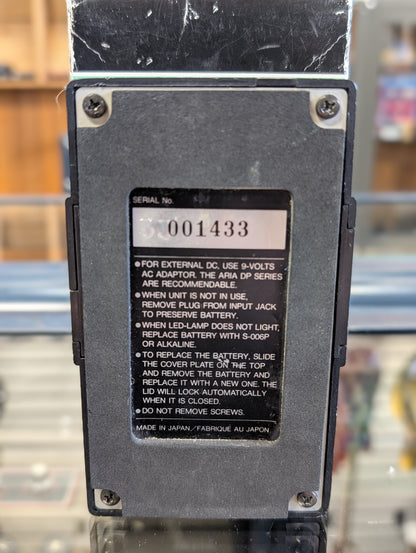 SERIAL No.
001433
●FOR EXTERNAL DC, USE 9-VOLTS
AC ADAPTOR. THE ARIA DP SERIES
ARE RECOMMENDABLE.
●WHEN UNIT IS NOT IN USE,
REMOVE PLUG FROM INPUT JACK
TO PRESERVE BATTERY.
●WHEN LED-LAMP DOES NOT LIGHT,
REPLACE BATTERY WITH S-006P
OR ALKALINE.
●TO REPLACE THE BATTERY, SLIDE
THE COVER PLATE ON THE TOP
AND REMOVE THE BATTERY AND
REPLACE IT WITH A NEW ONE. THE
LID WILL LOCK AUTOMATICALLY
WHEN IT IS CLOSED.
●DO NOT REMOVE SCREWS.
MADE IN JAPAN/FABRIQUÉ AU JAPON